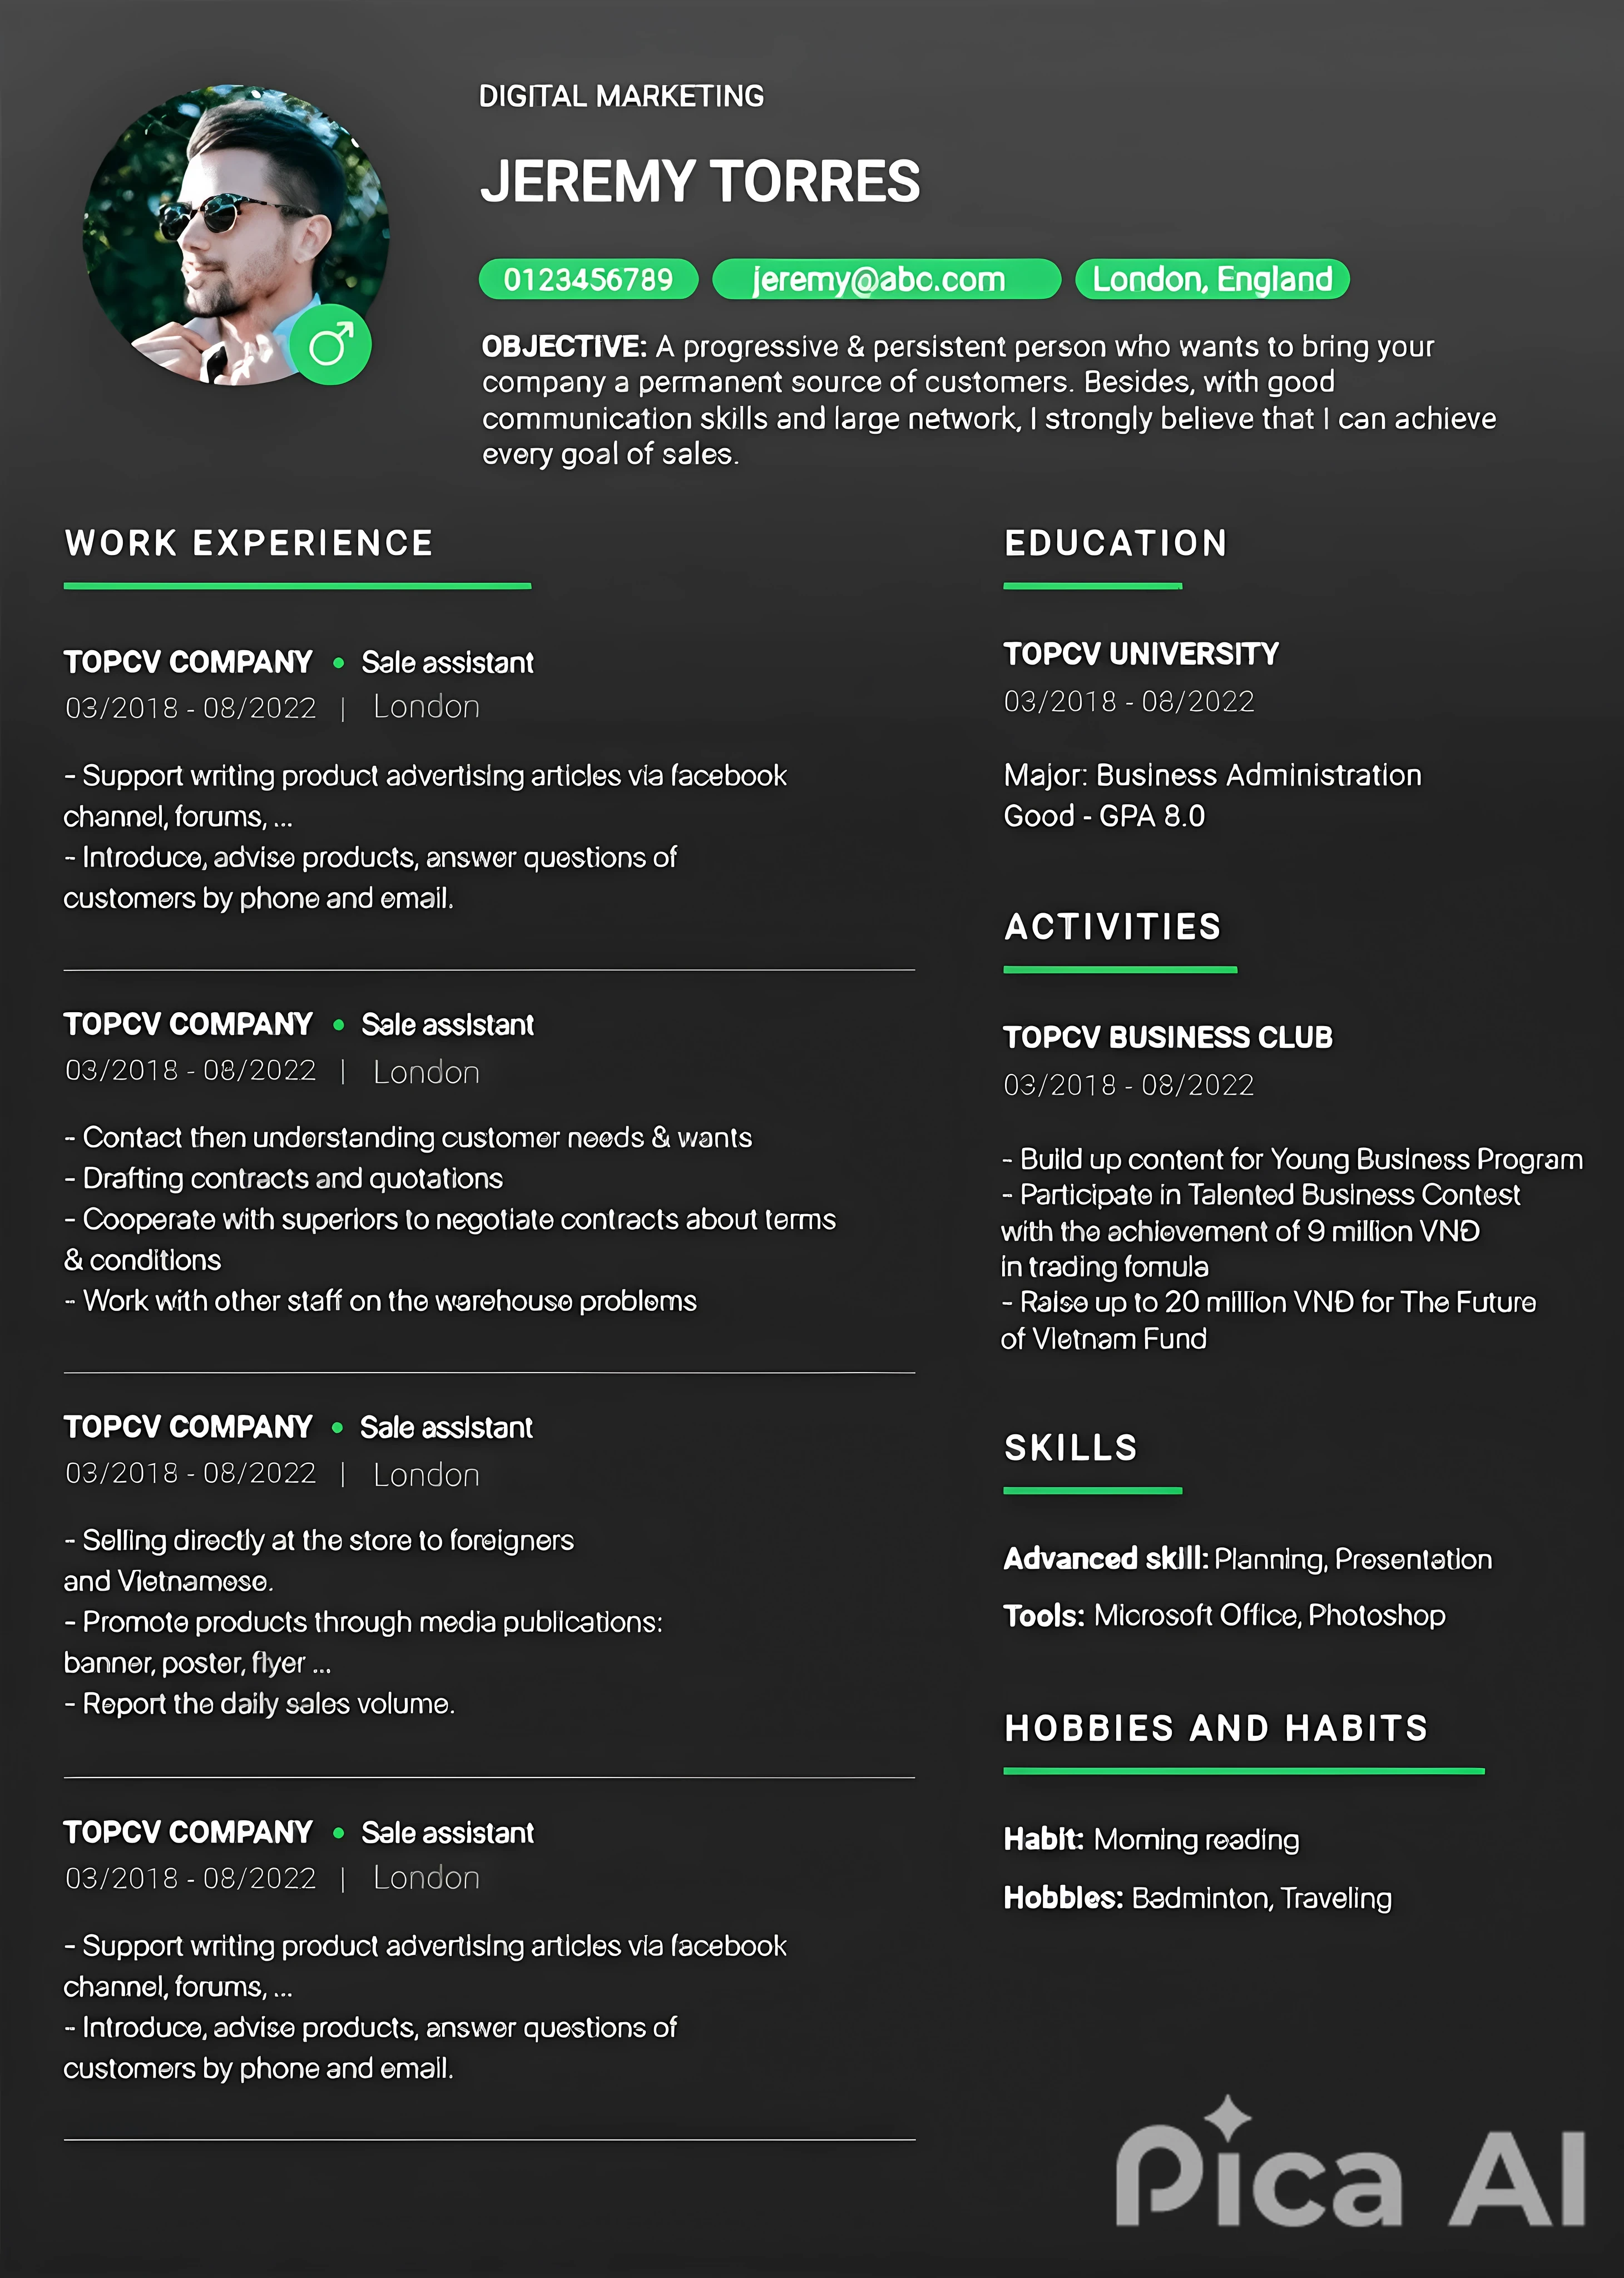 DIGITAL MARKETING
JEREMY TORRES
0123456789 jeremy@abc.com London, England
OBJECTIVE: A progressive & persistent person who wants to bring your
company a permanent source of customers. Besides, with good
communication skills and large network, I strongly believe that I can achieve
every goal of sales.
WORK EXPERIENCE
TOPCV COMPANY • Sale assistant
03/2018 - 08/2022 | London
- Support writing product advertising articles via facebook
channel, forums, ...
- Introduce, advise products, answer questions of
customers by phone and email.
TOPCV COMPANY • Sale assistant
03/2018 - 08/2022 | London
- Contact then understanding customer needs & wants
- Drafting contracts and quotations
- Cooperate with superiors to negotiate contracts about terms
& conditions
- Work with other staff on the warehouse problems
TOPCV COMPANY • Sale assistant
03/2018 - 08/2022 | London
- Selling directly at the store to foreigners
and Vietnamese.
- Promote products through media publications:
banner, poster, flyer ...
- Report the daily sales volume.
TOPCV COMPANY • Sale assistant
03/2018 - 08/2022 | London
- Support writing product advertising articles via facebook
channel, forums, ...
- Introduce, advise products, answer questions of
customers by phone and email.
EDUCATION
TOPCV UNIVERSITY
03/2018 - 08/2022
Major: Business Administration
Good - GPA 8.0
ACTIVITIES
TOPCV BUSINESS CLUB
03/2018 - 08/2022
- Build up content for Young Business Program
- Participate in Talented Business Contest
with the achievement of 9 million VNĐ
in trading fomula
- Raise up to 20 million VNĐ for The Future
of Vietnam Fund
SKILLS
Advanced skill: Planning, Presentation
Tools: Microsoft Office, Photoshop
HOBBIES AND HABITS
Habit: Morning reading
Hobbies: Badminton, Traveling
Pica AI